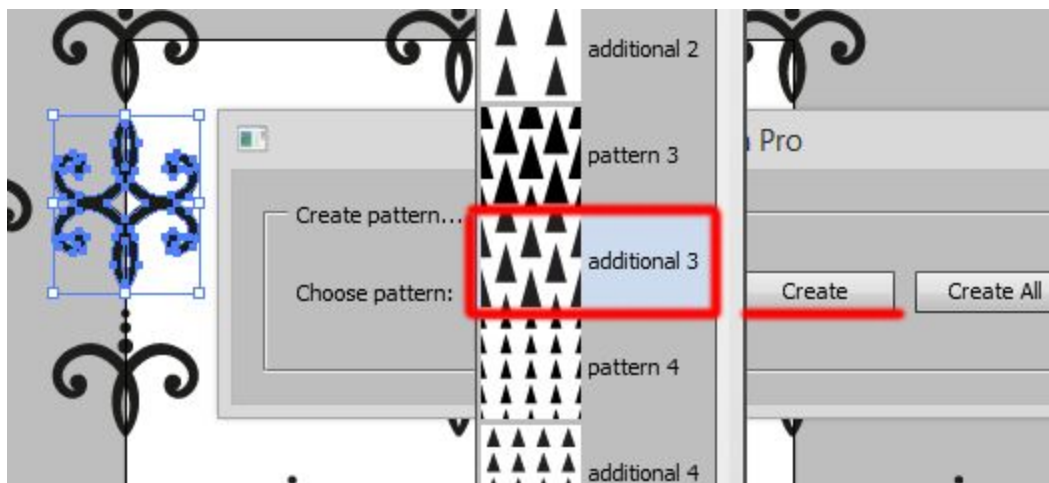 additional 2
pattern 3
Pro
Create pattern...
additional 3
Choose pattern:
Create
Create All
pattern 4
additional 4